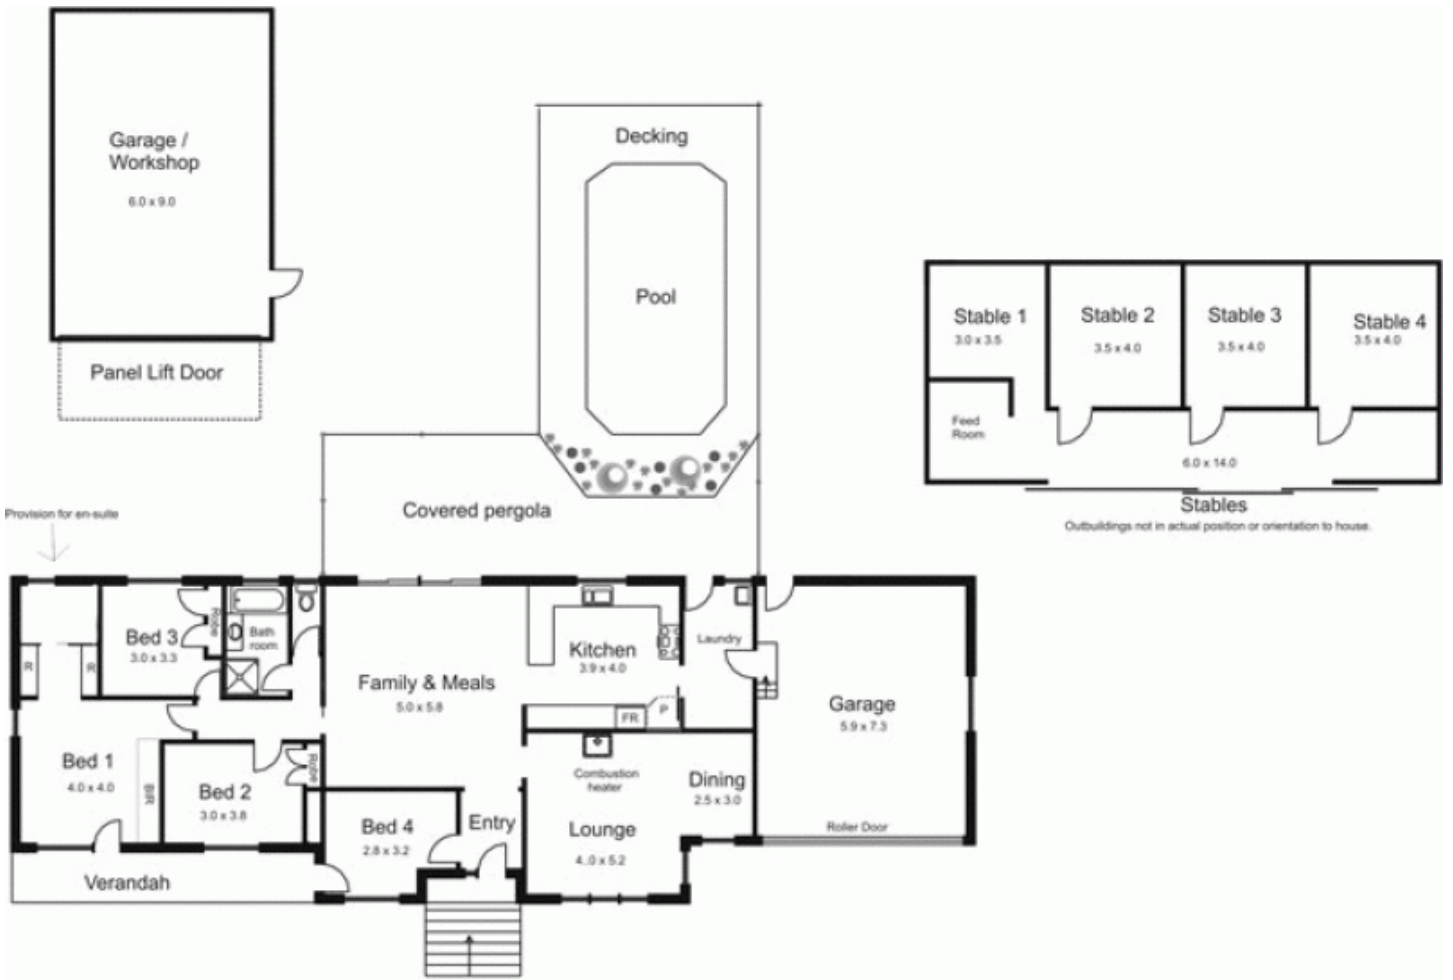 Garage /
Workshop
6.0 x 9.0
Panel Lift Door
Decking
Pool
Covered pergola
Stable 1
3.0 x 3.5
Stable 2
3.5 x 4.0
Stable 3
3.5 x 4.0
Stable 4
3.5 x 4.0
Feed
Room
6.0 x 14.0
Stables
Outbuildings not in actual position or orientation to house.
Provision for en-suite
R
R
Bed 3
3.0 x 3.3
Robe
Bath
room
Family & Meals
5.0 x 5.8
Kitchen
3.9 x 4.0
FR
P
Laundry
Garage
5.9 x 7.3
Roller Door
Bed 1
4.0 x 4.0
BIR
Bed 2
3.0 x 3.8
Robe
Bed 4
2.8 x 3.2
Entry
Combustion
heater
Lounge
4..0 x 5.2
Dining
2.5 x 3.0
Verandah